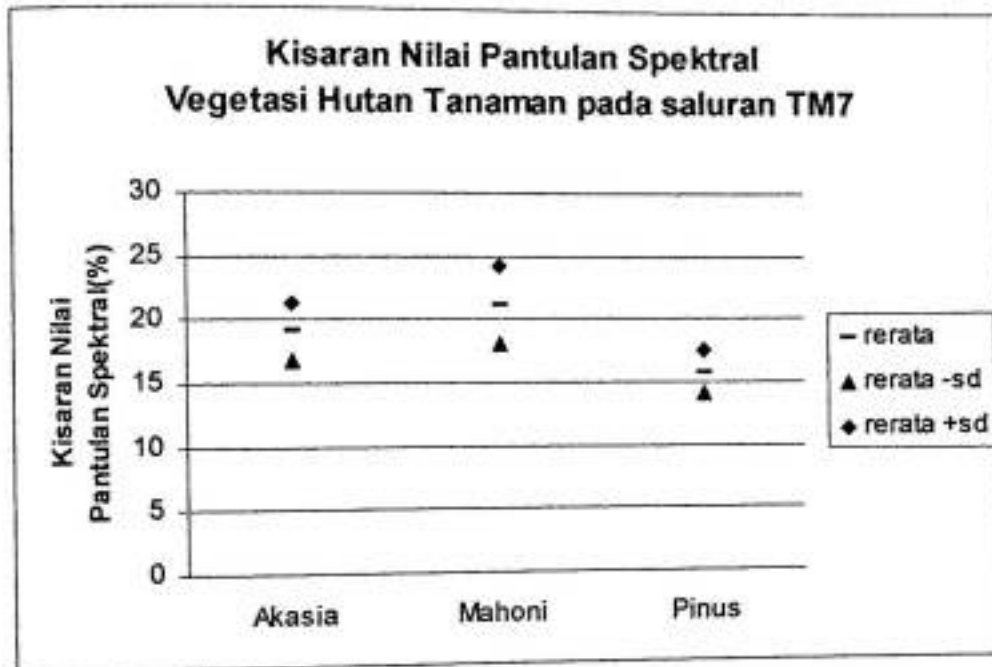 Kisaran Nilai Pantulan Spektral
Vegetasi Hutan Tanaman pada saluran TM7
Kisaran Nilai
Pantulan Spektral(%)
30
25
20
15
10
5
0
Akasia Mahoni Pinus
rerata
rerata -sd
rerata +sd